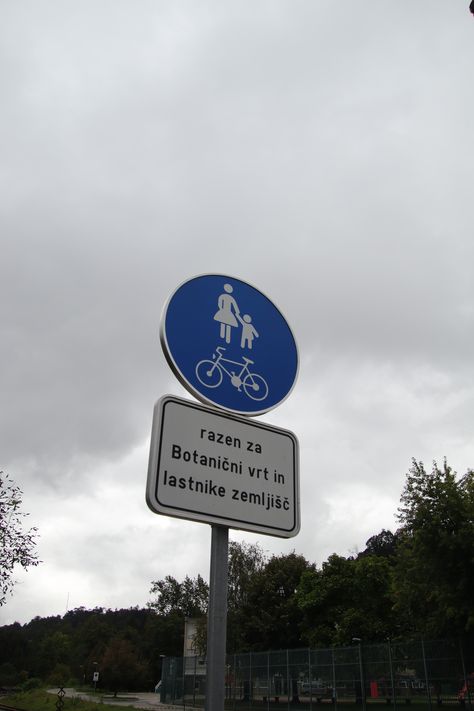 razen za
Botanični vrt in
lastnike zemljišč